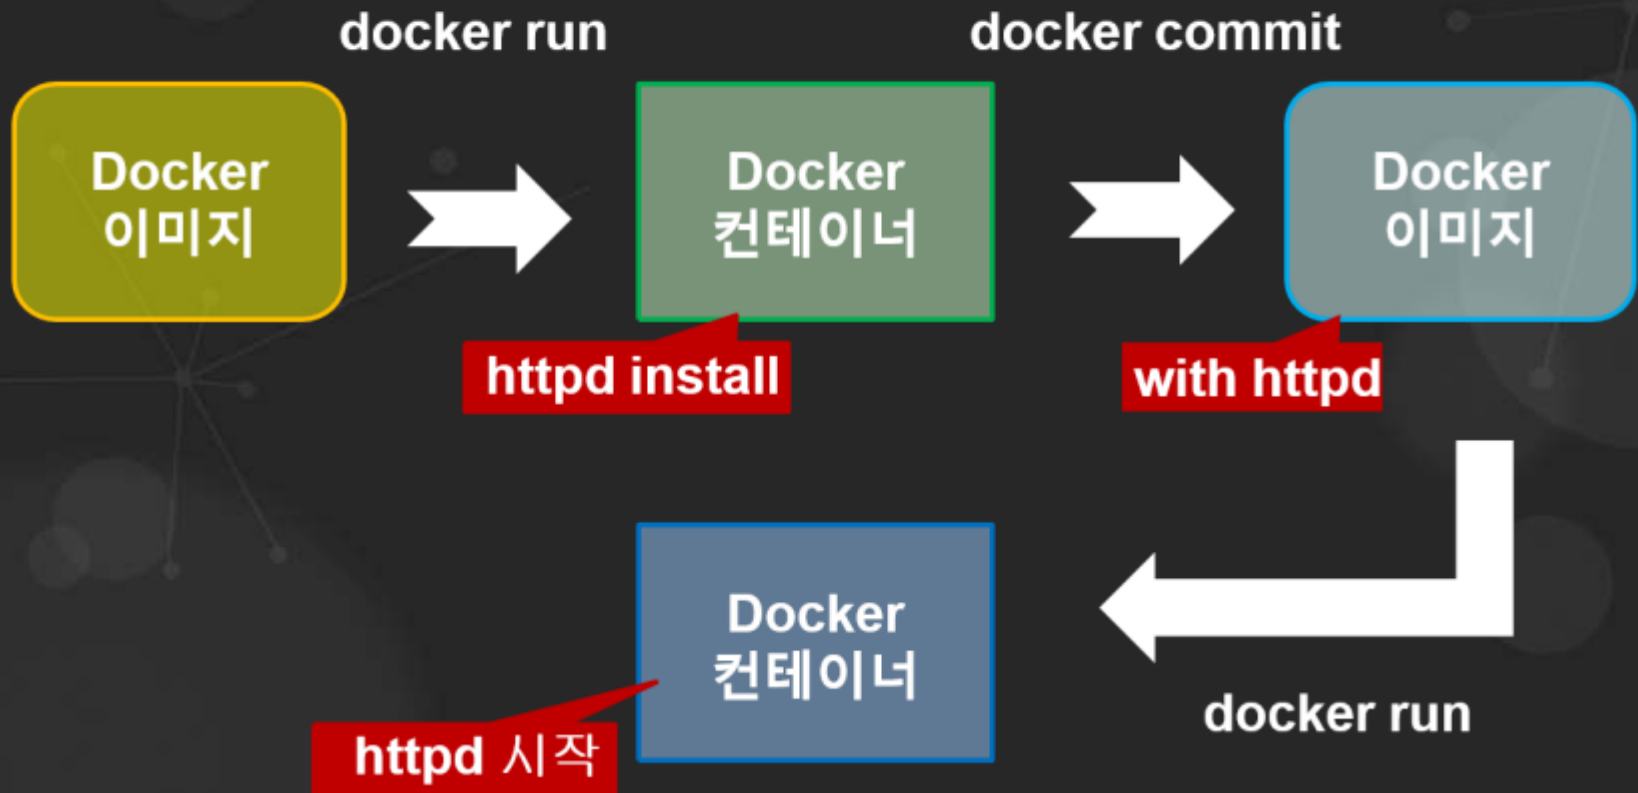 docker run
docker commit
Docker
이미지
Docker
컨테이너
Docker
이미지
httpd install
with httpd
Docker
컨테이너
docker run
httpd 시작